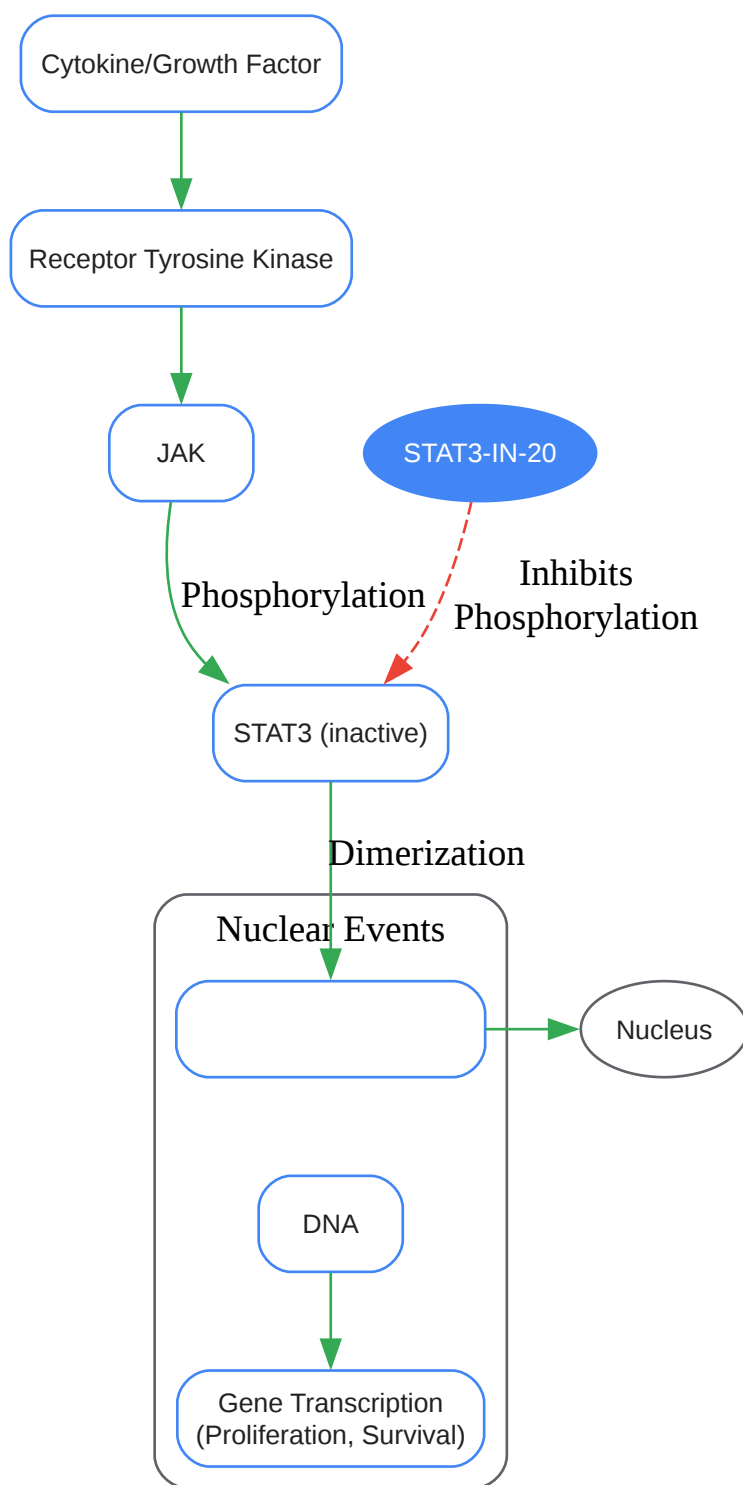 Cytokine/Growth Factor
Receptor Tyrosine Kinase
JAK
STAT3-IN-20
Phosphorylation
Inhibits
Phosphorylation
STAT3 (inactive)
Dimerization
Nuclear Events
Nucleus
DNA
Gene Transcription
(Proliferation, Survival)